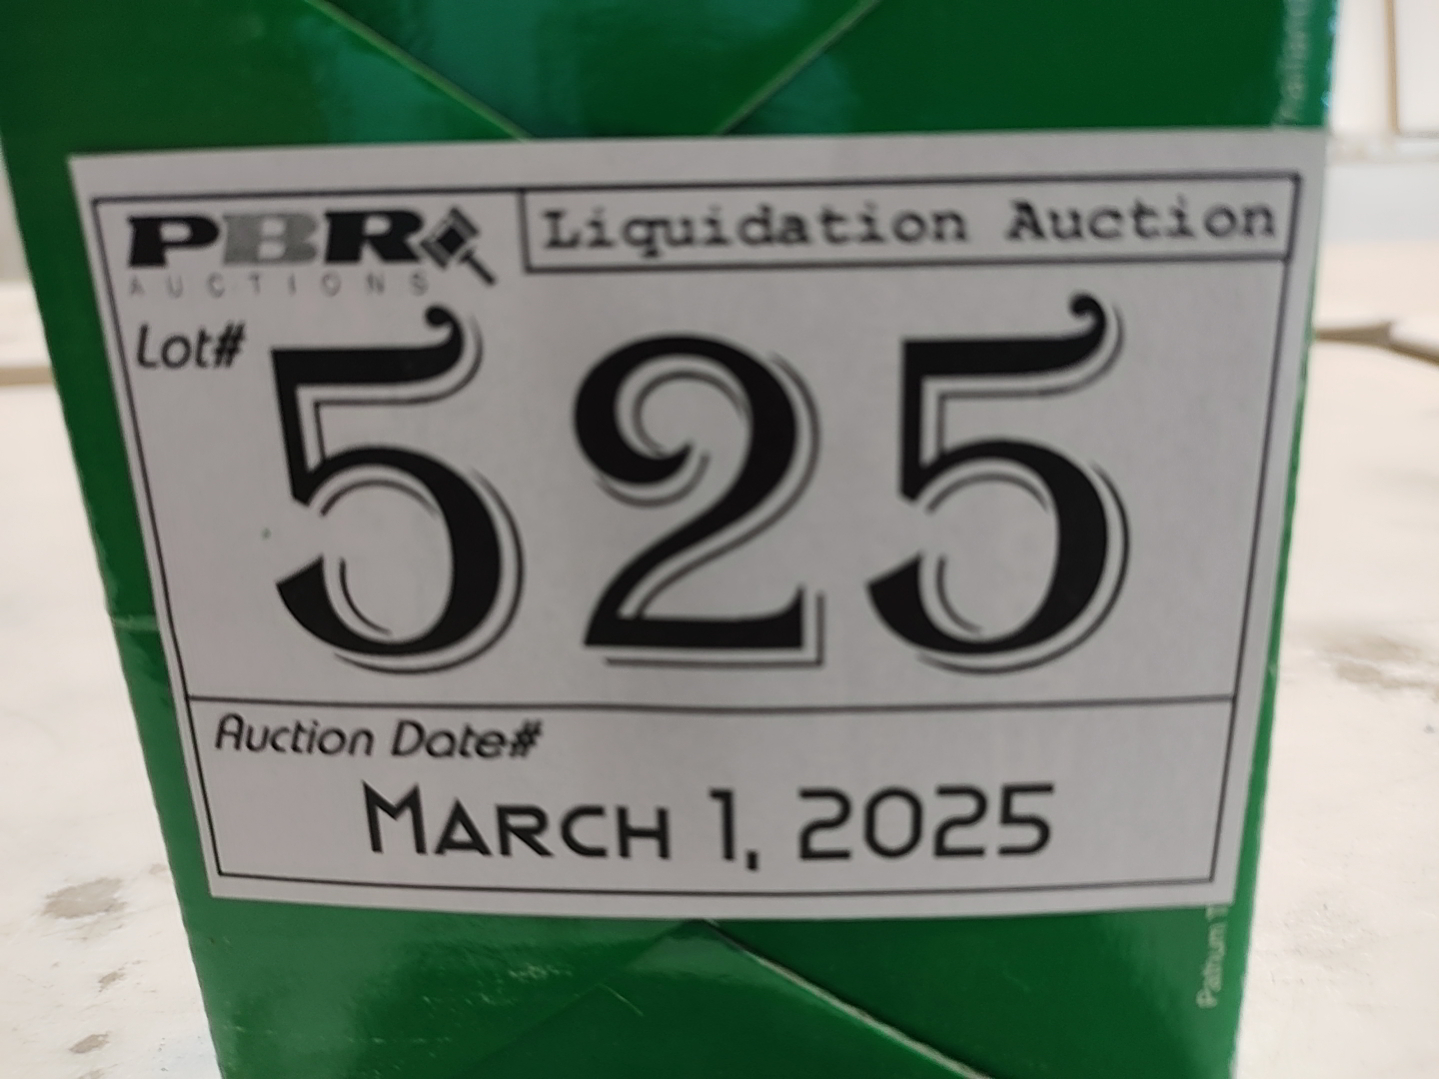 PBR
AUCTIONS
Liquidation Auction
Lot#
525
Auction Date#
March 1, 2025